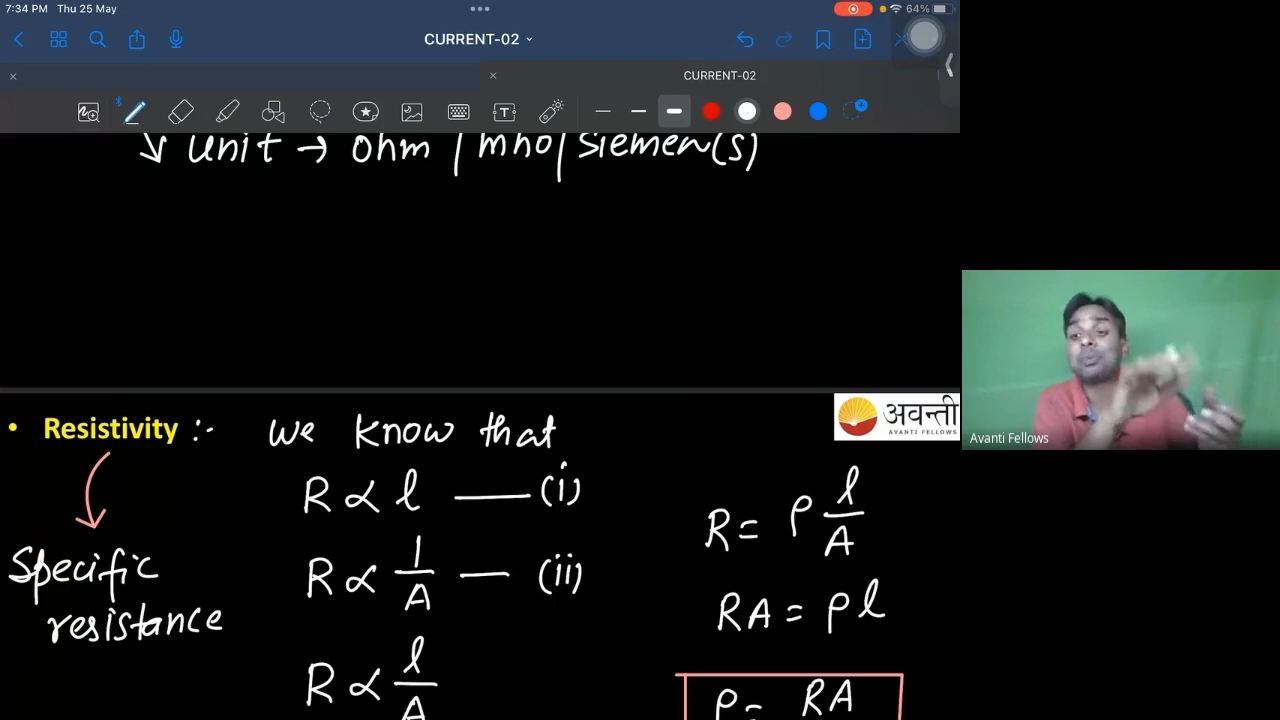 7:34 PM Thu 25 May
64%
CURRENT-02
CURRENT-02
↓ Unit → Ohm | mho | Siemen(s)
• Resistivity :- We know that
अवन्ती
AVANTI FELLOWS
Avanti Fellows
R ∝ l —— (i)
R = ρ l/A
Specific
resistance
R ∝ 1/A — (ii)
RA = ρl
R ∝ l/A
ρ = RA